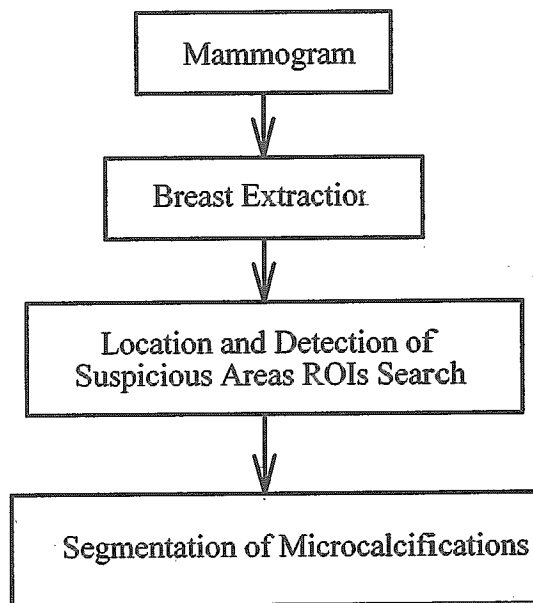 Mammogram
Breast Extraction
Location and Detection of
Suspicious Areas ROIs Search
Segmentation of Microcalcifications